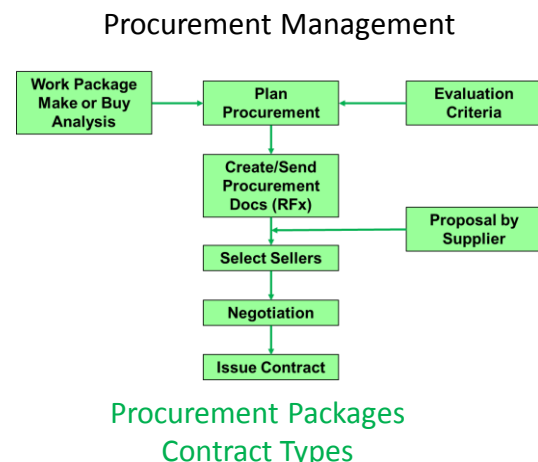 Procurement Management
Work Package
Make or Buy
Analysis
Plan
Procurement
Evaluation
Criteria
Create/Send
Procurement
Docs (RFx)
Proposal by
Supplier
Select Sellers
Negotiation
Issue Contract
Procurement Packages
Contract Types